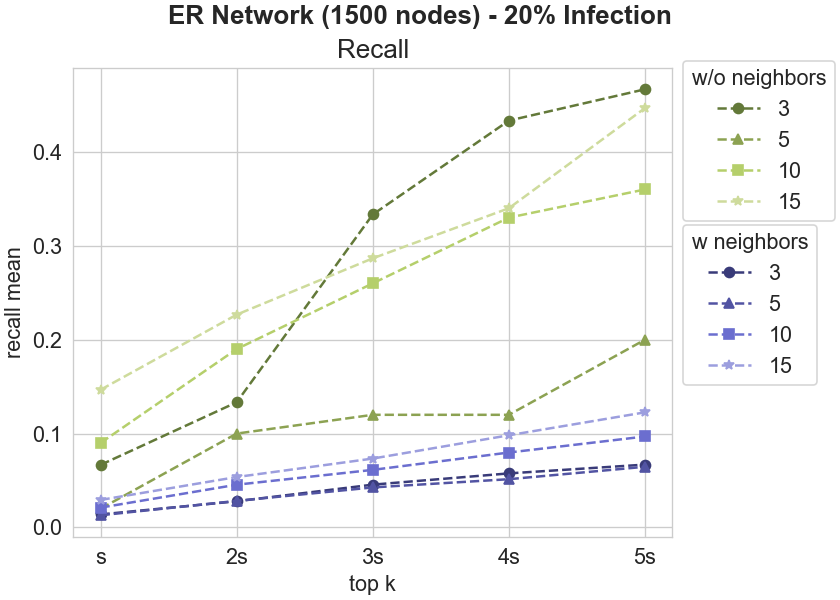 ER Network (1500 nodes) - 20% Infection
Recall
recall mean
0.4
0.3
0.2
0.1
0.0
s
2s
3s
4s
5s
top k
w/o neighbors
3
5
10
15
w neighbors
3
5
10
15